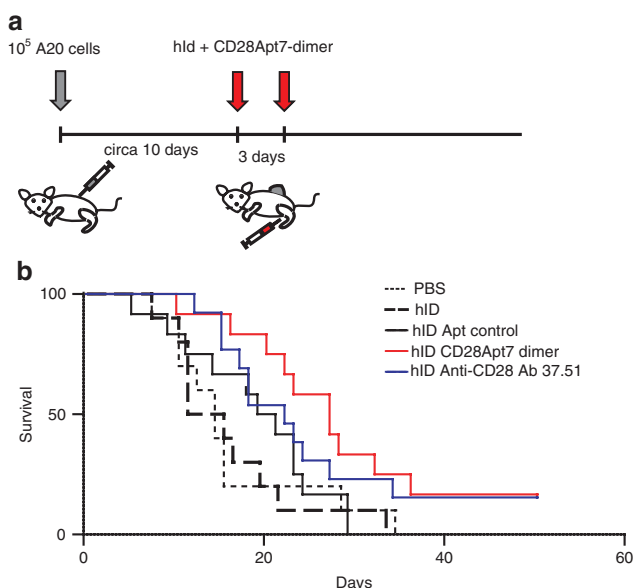 a
10⁵ A20 cells
hId + CD28Apt7-dimer
circa 10 days
3 days
b
100
50
0
Survival
PBS
hID
hID Apt control
hID CD28Apt7 dimer
hID Anti-CD28 Ab 37.51
0
20
40
60
Days